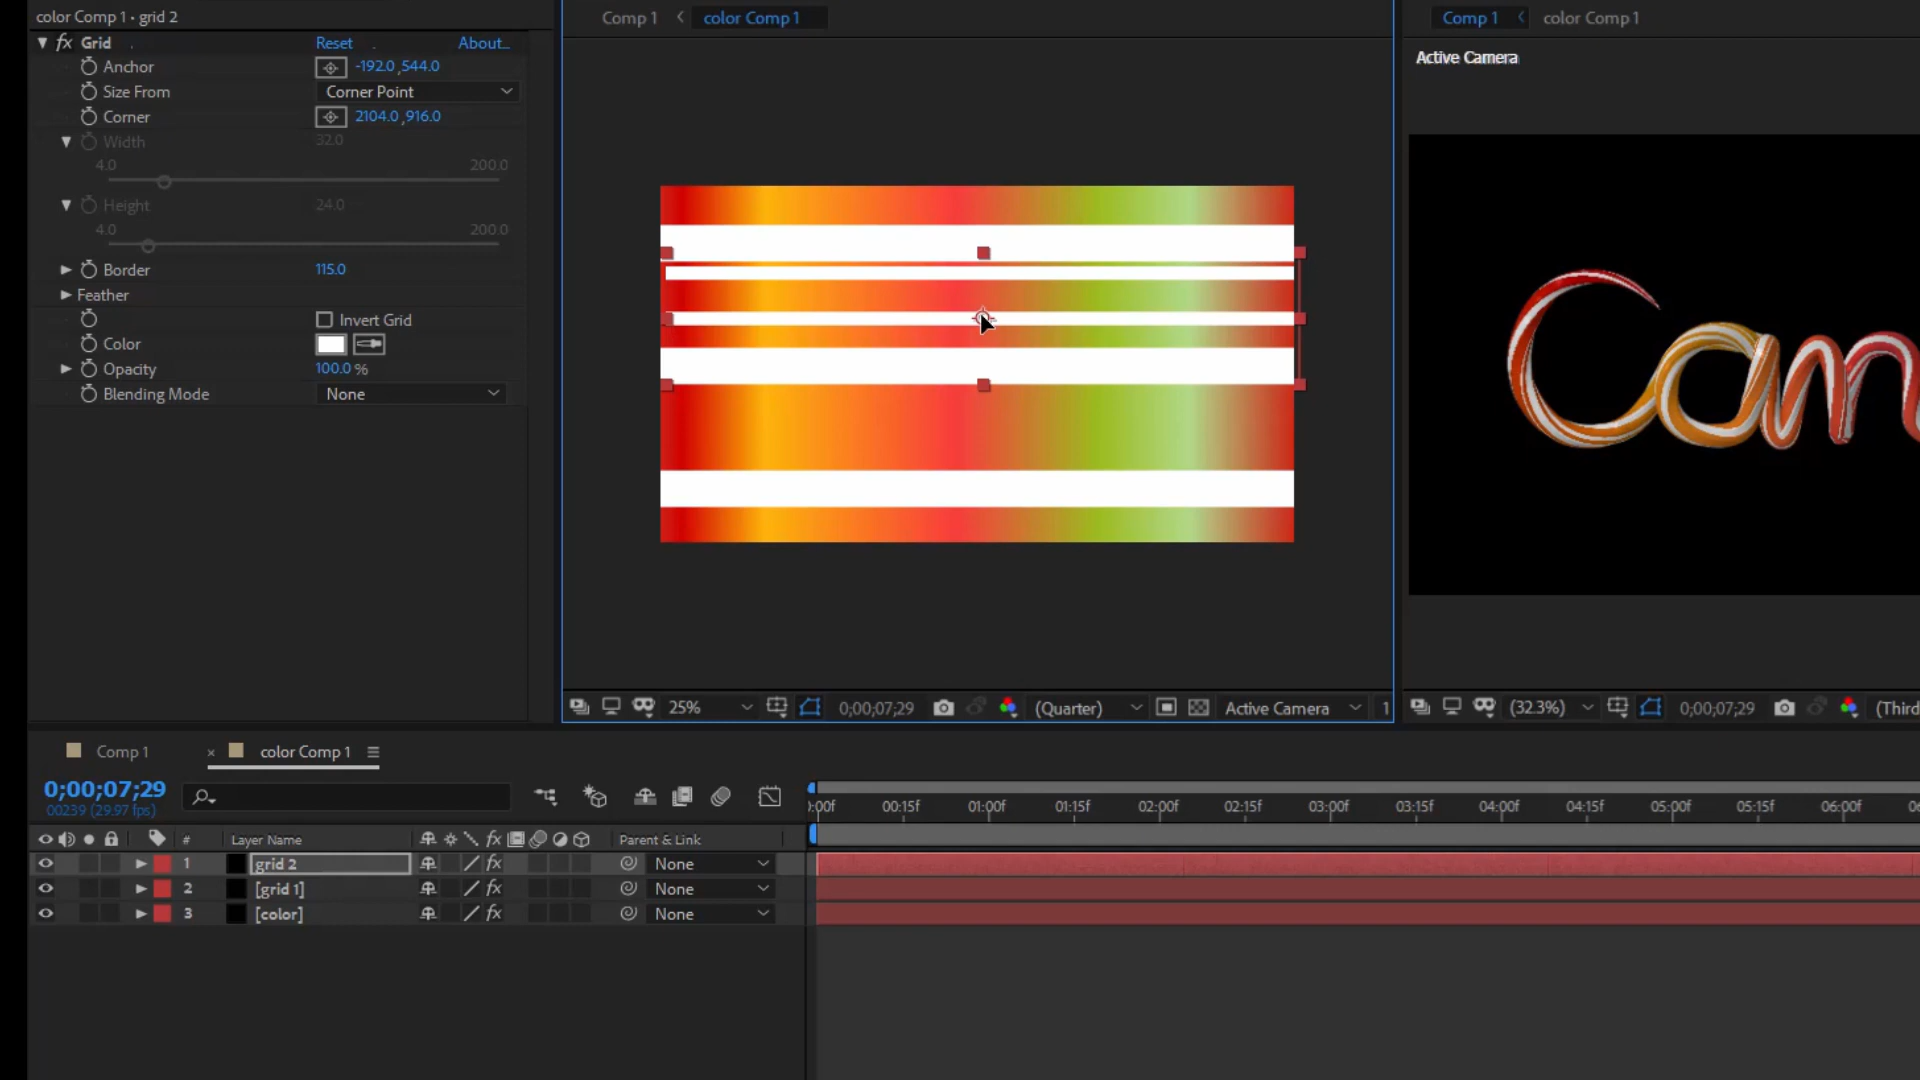 color Comp 1 • grid 2
fx Grid
Reset
About...
Anchor
-192.0 ,544.0
Size From
Corner Point
Corner
2104.0 ,916.0
Width
32.0
4.0
200.0
Height
24.0
4.0
200.0
Border
115.0
Feather
Invert Grid
Color
Opacity
100.0 %
Blending Mode
None
Comp 1
color Comp 1
25%
0;00;07;29
(Quarter)
Active Camera
1
Comp 1
color Comp 1
Active Camera
Cam
(32.3%)
0;00;07;29
(Third
Comp 1
× color Comp 1
0;00;07;29
00239 (29.97 fps)
:00f
00:15f
01:00f
01:15f
02:00f
02:15f
03:00f
03:15f
04:00f
04:15f
05:00f
05:15f
06:00f
# Layer Name
fx
Parent & Link
1 grid 2 fx None
2 [grid 1] fx None
3 [color] fx None